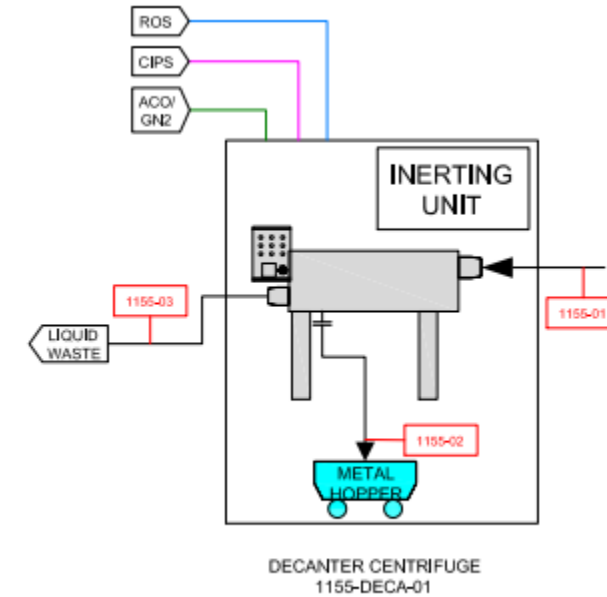 ROS
CIPS
ACO/
GN2
INERTING
UNIT
1155-03
1155-01
LIQUID
WASTE
1155-02
METAL
HOPPER
DECANTER CENTRIFUGE
1155-DECA-01